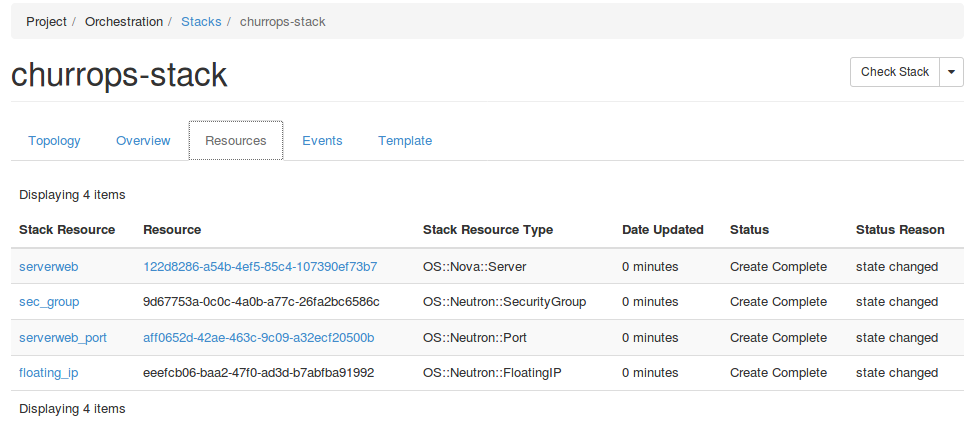 Project / Orchestration / Stacks / churrops-stack
churrops-stack
Check Stack
Topology Overview Resources Events Template
Displaying 4 items
Stack Resource Resource Stack Resource Type Date Updated Status Status Reason
serverweb 122d8286-a54b-4ef5-85c4-107390ef73b7 OS::Nova::Server 0 minutes Create Complete state changed
sec_group 9d67753a-0c0c-4a0b-a77c-26fa2bc6586c OS::Neutron::SecurityGroup 0 minutes Create Complete state changed
serverweb_port aff0652d-42ae-463c-9c09-a32ecf20500b OS::Neutron::Port 0 minutes Create Complete state changed
floating_ip eeefcb06-baa2-47f0-ad3d-b7abfba91992 OS::Neutron::FloatingIP 0 minutes Create Complete state changed
Displaying 4 items